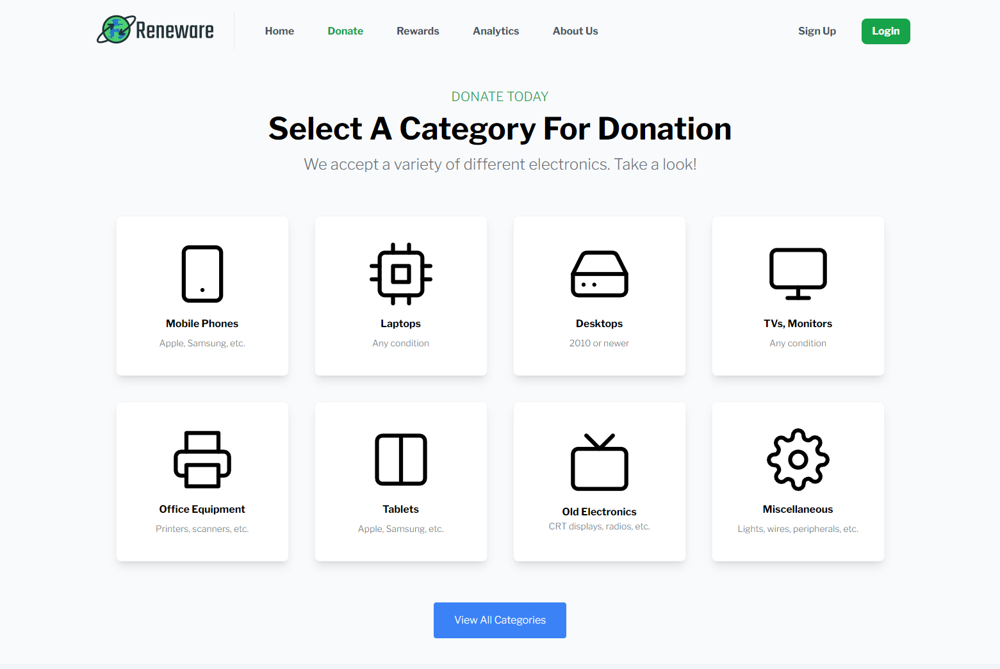 Reneware
Home
Donate
Rewards
Analytics
About Us
Sign Up
Login
DONATE TODAY
Select A Category For Donation
We accept a variety of different electronics. Take a look!
Mobile Phones
Apple, Samsung, etc.
Laptops
Any condition
Desktops
2010 or newer
TVs, Monitors
Any condition
Office Equipment
Printers, scanners, etc.
Tablets
Apple, Samsung, etc.
Old Electronics
CRT displays, radios, etc.
Miscellaneous
Lights, wires, peripherals, etc.
View All Categories